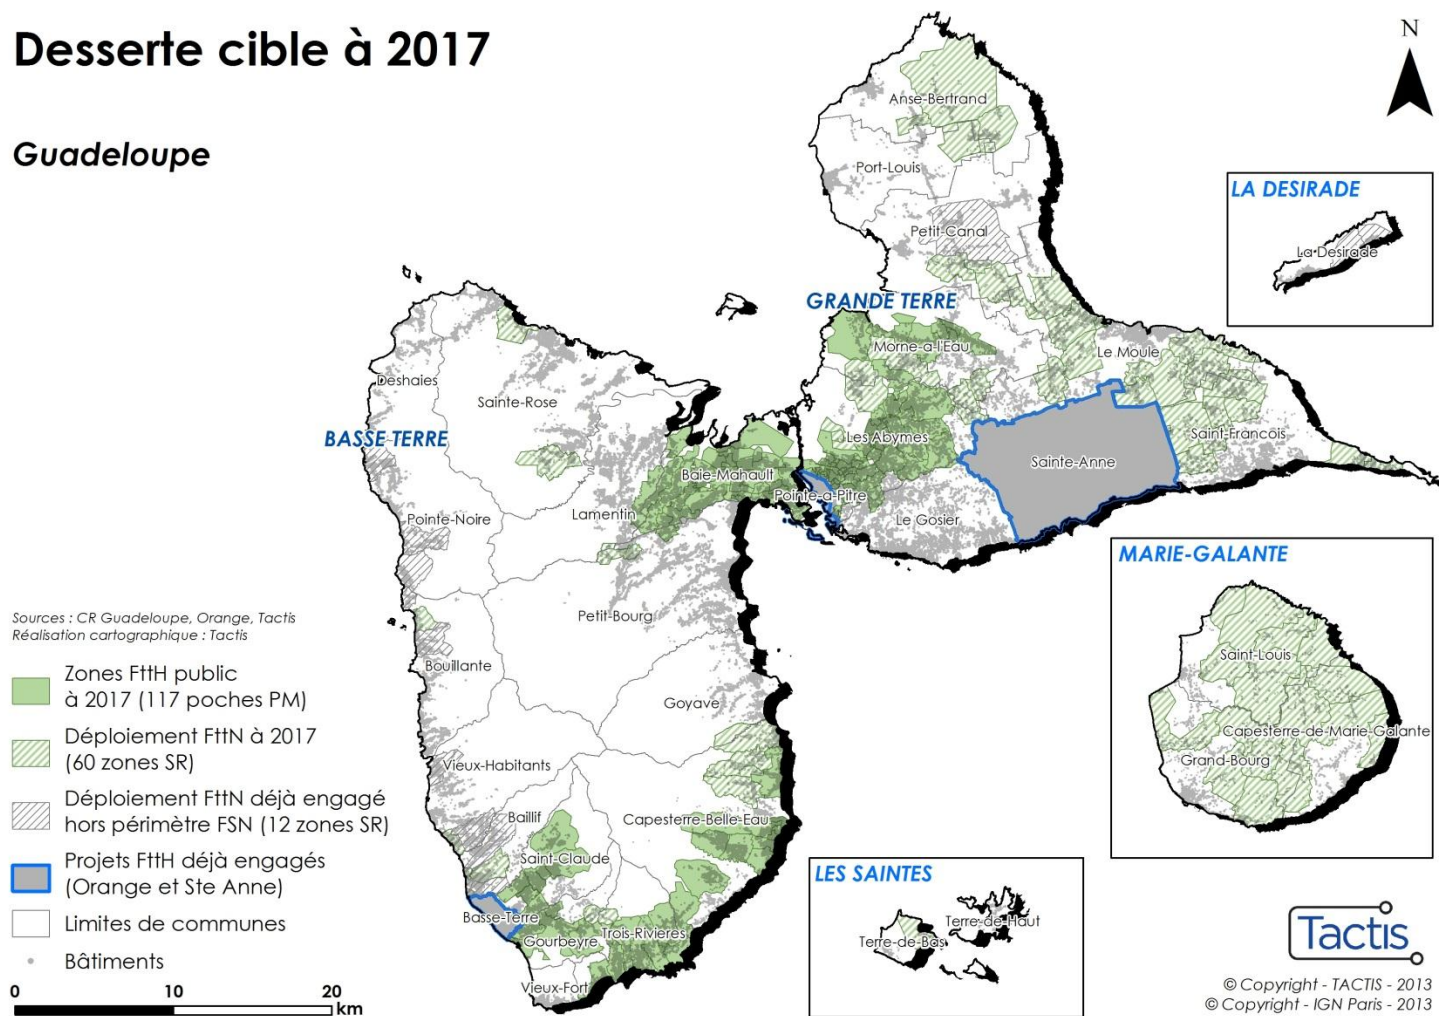 Desserte cible à 2017
Guadeloupe
N
Anse-Bertrand
Port-Louis
Petit-Canal
LA DESIRADE
La Desirade
GRANDE TERRE
Morne-a-l'Eau
Le Moule
Deshaies
Sainte-Rose
BASSE TERRE
Les Abymes
Saint-Francois
Sainte-Anne
Baie-Mahault
Pointe-a-Pitre
Lamentin
Pointe-Noire
Le Gosier
MARIE-GALANTE
Petit-Bourg
Saint-Louis
Bouillante
Goyave
Capesterre-de-Marie-Galante
Grand-Bourg
Vieux-Habitants
Baillif
Capesterre-Belle-Eau
Saint-Claude
LES SAINTES
Basse-Terre
Terre-de-Haut
Terre-de-Bas
Gourbeyre
Trois-Rivieres
Vieux-Fort
Sources : CR Guadeloupe, Orange, Tactis
Réalisation cartographique : Tactis
Zones FttH public
à 2017 (117 poches PM)
Déploiement FttN à 2017
(60 zones SR)
Déploiement FttN déjà engagé
hors périmètre FSN (12 zones SR)
Projets FttH déjà engagés
(Orange et Ste Anne)
Limites de communes
Bâtiments
0 10 20
km
Tactis
© Copyright - TACTIS - 2013
© Copyright - IGN Paris - 2013